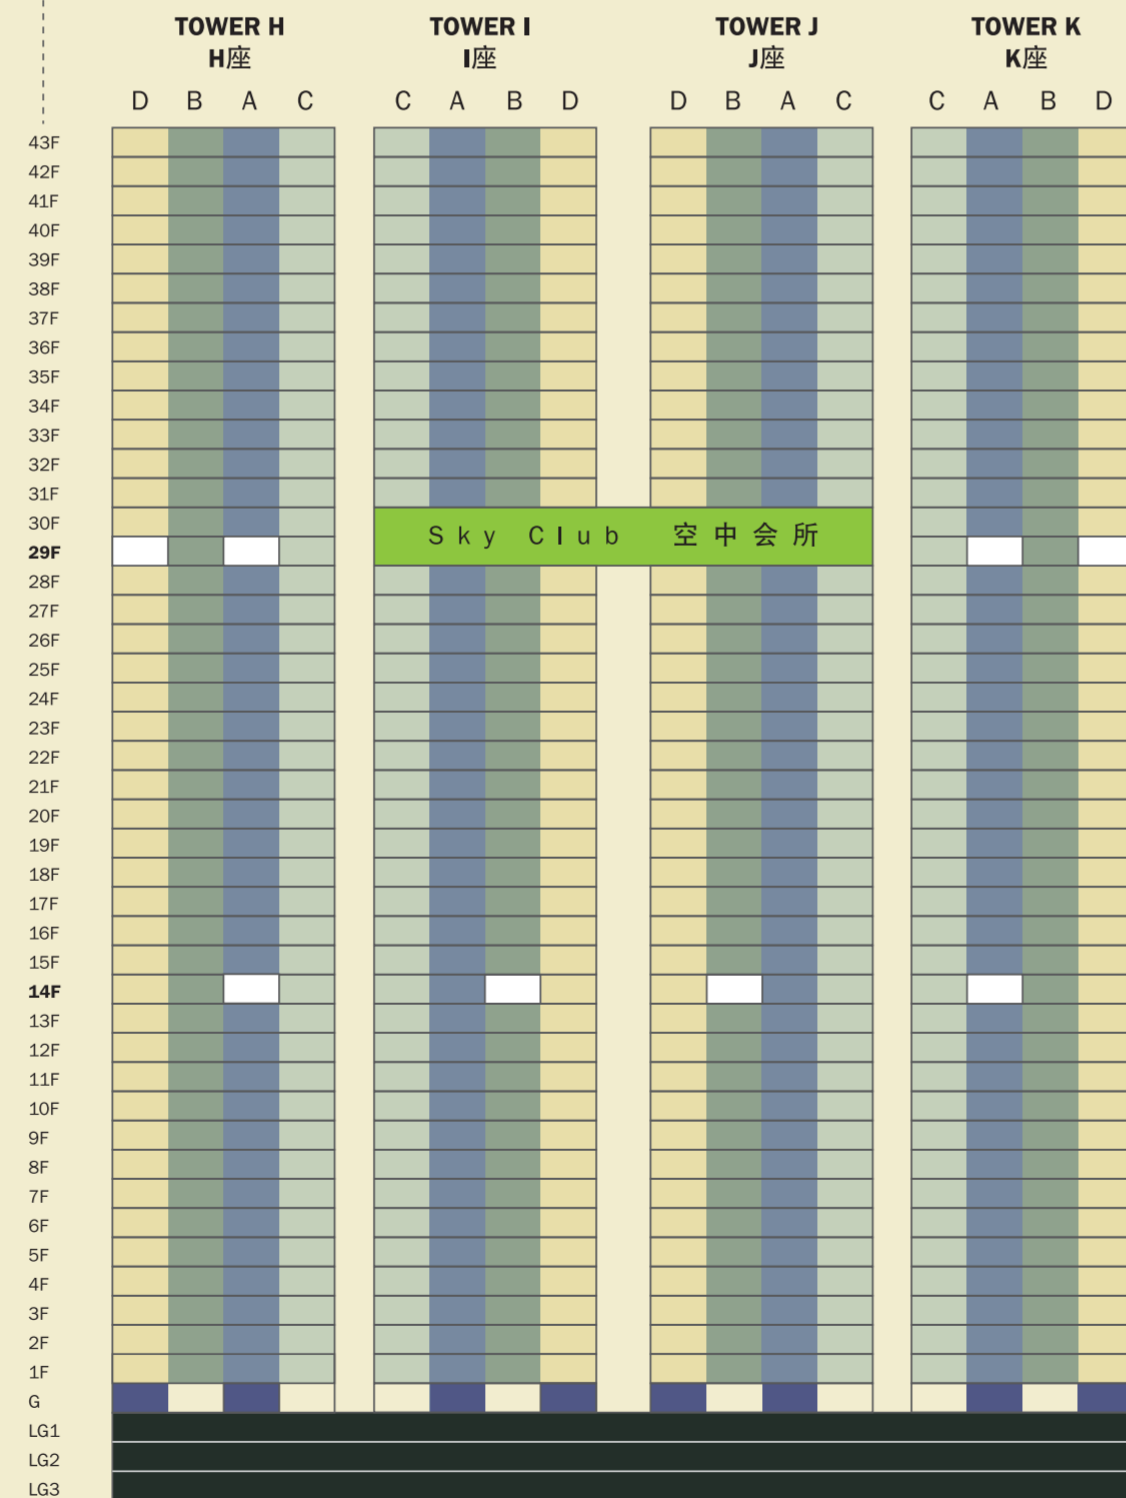 TOWER H TOWER I TOWER J TOWER K
H座 I座 J座 K座
D B A C C A B D D B A C C A B D
43F
42F
41F
40F
39F
38F
37F
36F
35F
34F
33F
32F
31F
30F
Sky Club 空中会所
29F
28F
27F
26F
25F
24F
23F
22F
21F
20F
19F
18F
17F
16F
15F
14F
13F
12F
11F
10F
9F
8F
7F
6F
5F
4F
3F
2F
1F
G
LG1
LG2
LG3